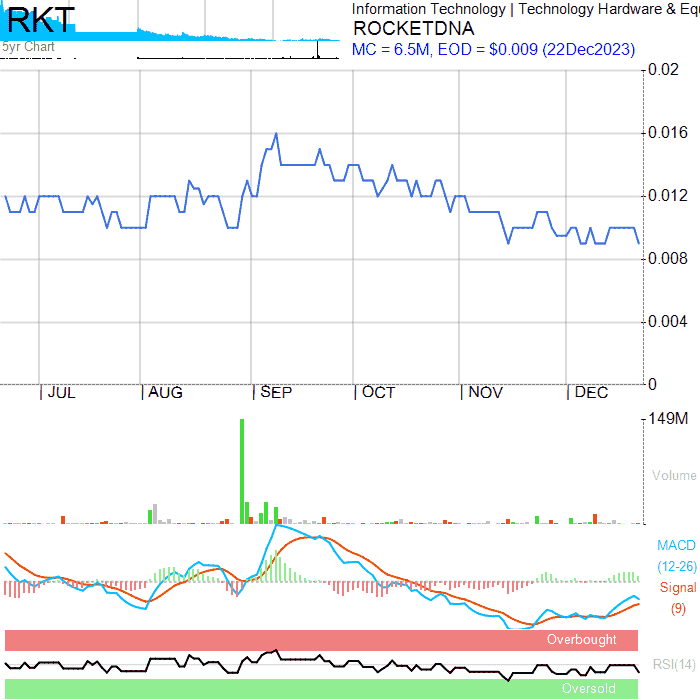 RKT
5yr Chart
Information Technology | Technology Hardware & Equ
ROCKETDNA
MC = 6.5M, EOD = $0.009 (22Dec2023)
0.02
0.016
0.012
0.008
0.004
0
JUL AUG SEP OCT NOV DEC
149M
Volume
MACD
(12-26)
Signal
(9)
Overbought
RSI(14)
Oversold